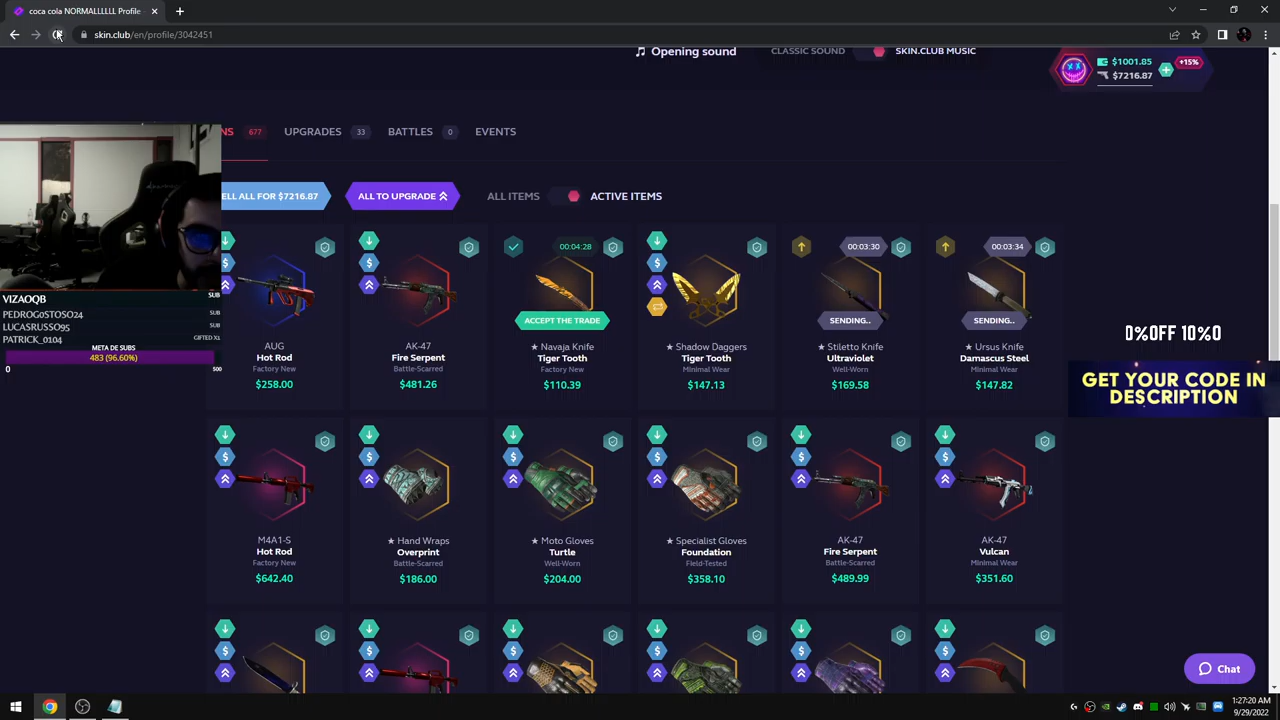 coca cola NORMALLLLL Profile -
skin.club/en/profile/3042451
Opening sound
CLASSIC SOUND
SKIN.CLUB MUSIC
$1001.85
$7216.87
+15%
NS 677
UPGRADES 33
BATTLES 0
EVENTS
ELL ALL FOR $7216.87
ALL TO UPGRADE
ALL ITEMS
ACTIVE ITEMS
00:04:28
00:03:30
00:03:34
ACCEPT THE TRADE
SENDING..
SENDING..
AUG
Hot Rod
Factory New
$258.00
AK-47
Fire Serpent
Battle-Scarred
$481.26
★ Navaja Knife
Tiger Tooth
Factory New
$110.39
★ Shadow Daggers
Tiger Tooth
Minimal Wear
$147.13
★ Stiletto Knife
Ultraviolet
Well-Worn
$169.58
★ Ursus Knife
Damascus Steel
Minimal Wear
$147.82
VIZAOQB SUB
PEDROG0STOSO24 SUB
LUCASRUSSO95 SUB
PATRICK_0104 GIFTED X1
META DE SUBS
483 (96.60%)
0 500
0%OFF 10%0
GET YOUR CODE IN
DESCRIPTION
M4A1-S
Hot Rod
Factory New
$642.40
★ Hand Wraps
Overprint
Battle-Scarred
$186.00
★ Moto Gloves
Turtle
Well-Worn
$204.00
★ Specialist Gloves
Foundation
Field-Tested
$358.10
AK-47
Fire Serpent
Battle-Scarred
$489.99
AK-47
Vulcan
Minimal Wear
$351.60
Chat
1:27:20 AM
9/29/2022